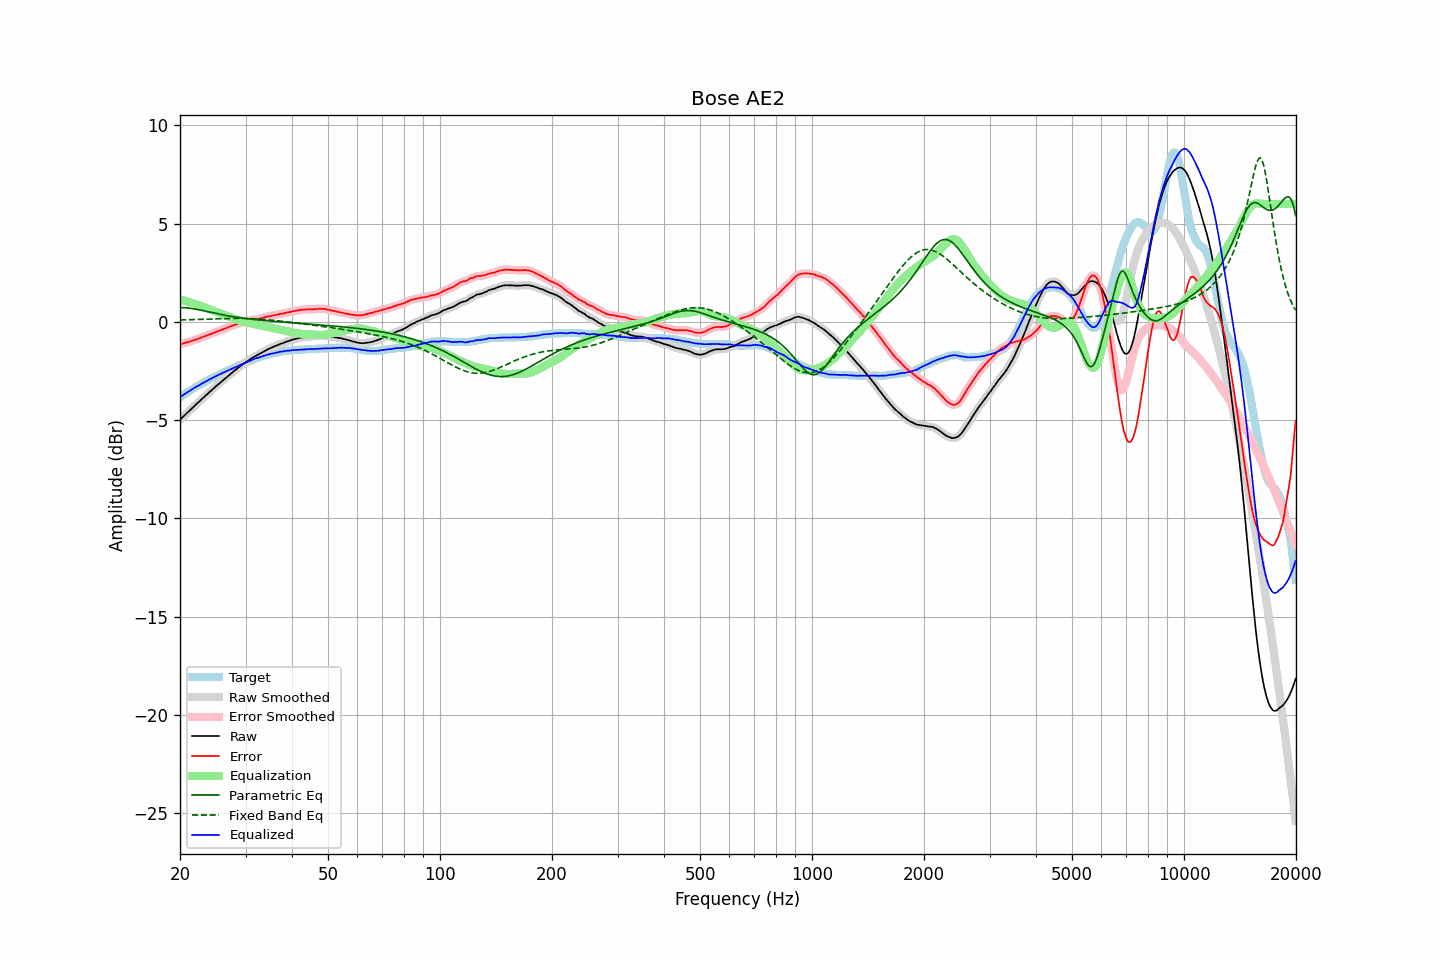 Bose AE2
10
5
0
−5
−10
−15
−20
−25
Amplitude (dBr)
Target
Raw Smoothed
Error Smoothed
Raw
Error
Equalization
Parametric Eq
Fixed Band Eq
Equalized
20
50
100
200
500
1000
2000
5000
10000
20000
Frequency (Hz)